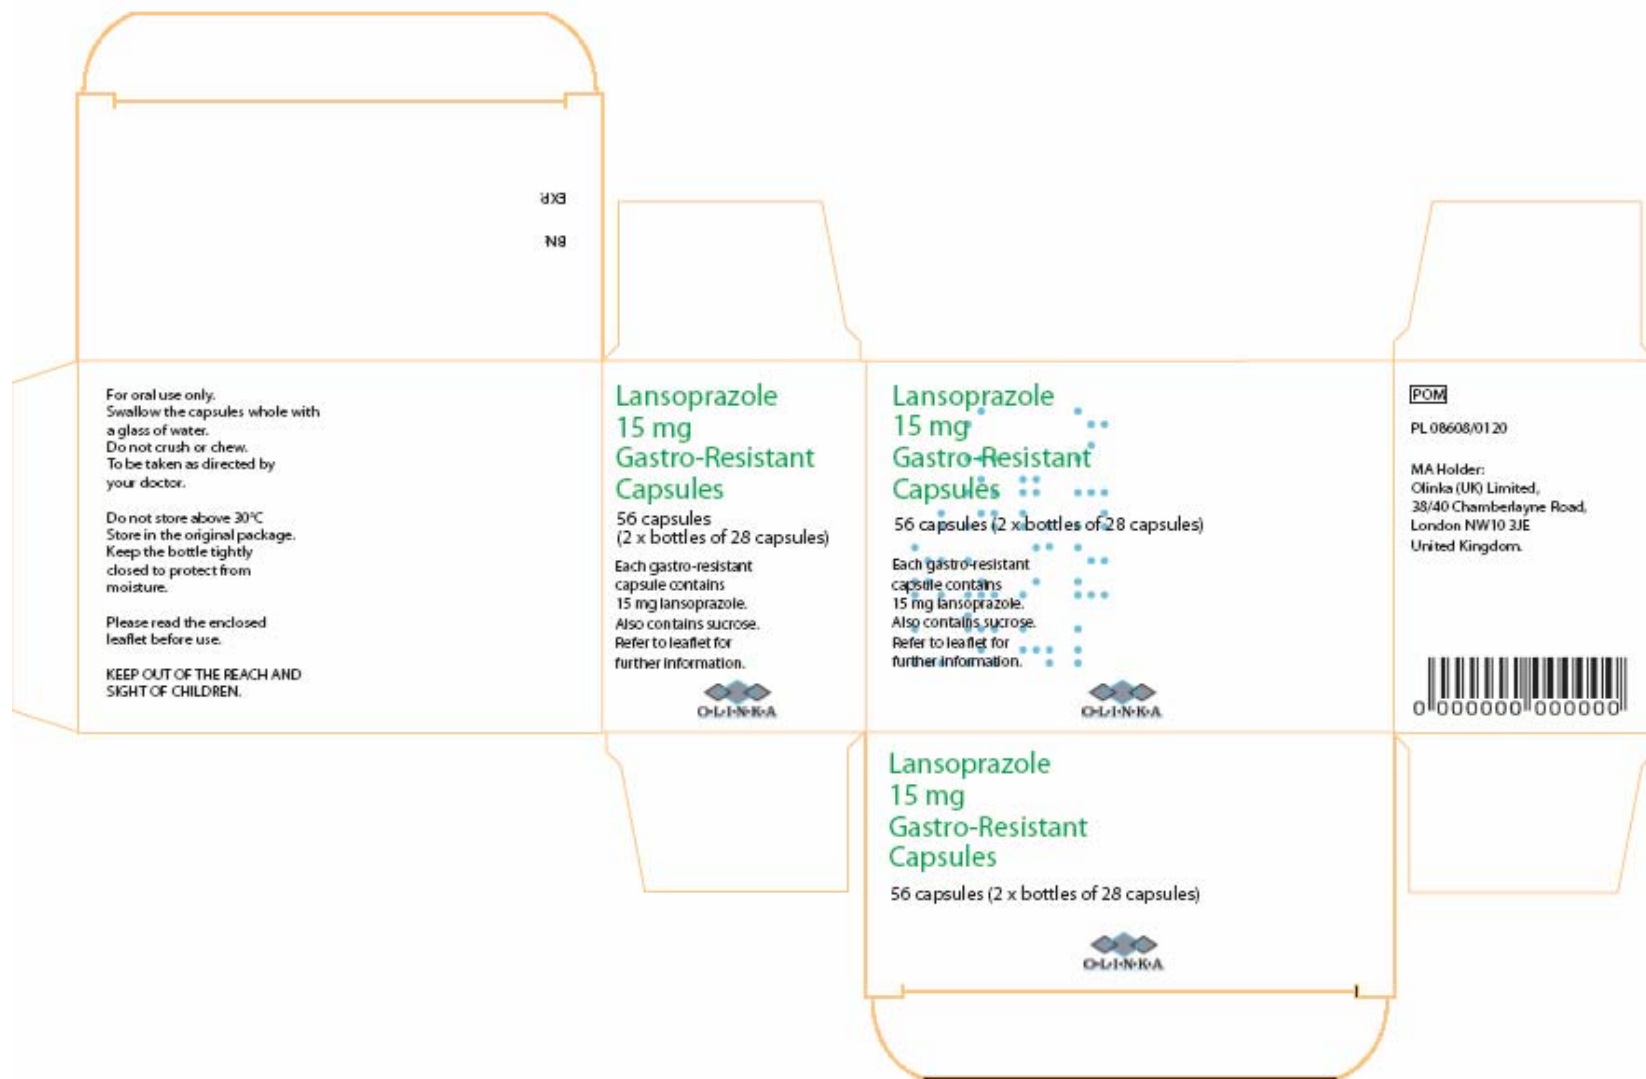 EXP.
BN:
For oral use only.
Swallow the capsules whole with
a glass of water.
Do not crush or chew.
To be taken as directed by
your doctor.
Do not store above 30°C
Store in the original package.
Keep the bottle tightly
closed to protect from
moisture.
Please read the enclosed
leaflet before use.
KEEP OUT OF THE REACH AND
SIGHT OF CHILDREN.
Lansoprazole
15 mg
Gastro-Resistant
Capsules
56 capsules
(2 x bottles of 28 capsules)
Each gastro-resistant
capsule contains
15 mg lansoprazole.
Also contains sucrose.
Refer to leaflet for
further information.
O•L•I•N•K•A
Lansoprazole
15 mg
Gastro-Resistant
Capsules
56 capsules (2 x bottles of 28 capsules)
Each gastro-resistant
capsule contains
15 mg lansoprazole.
Also contains sucrose.
Refer to leaflet for
further information.
O•L•I•N•K•A
POM
PL 08608/0120
MA Holder:
Olinka (UK) Limited,
38/40 Chamberlayne Road,
London NW10 3JE
United Kingdom.
0 000000 000000
Lansoprazole
15 mg
Gastro-Resistant
Capsules
56 capsules (2 x bottles of 28 capsules)
O•L•I•N•K•A